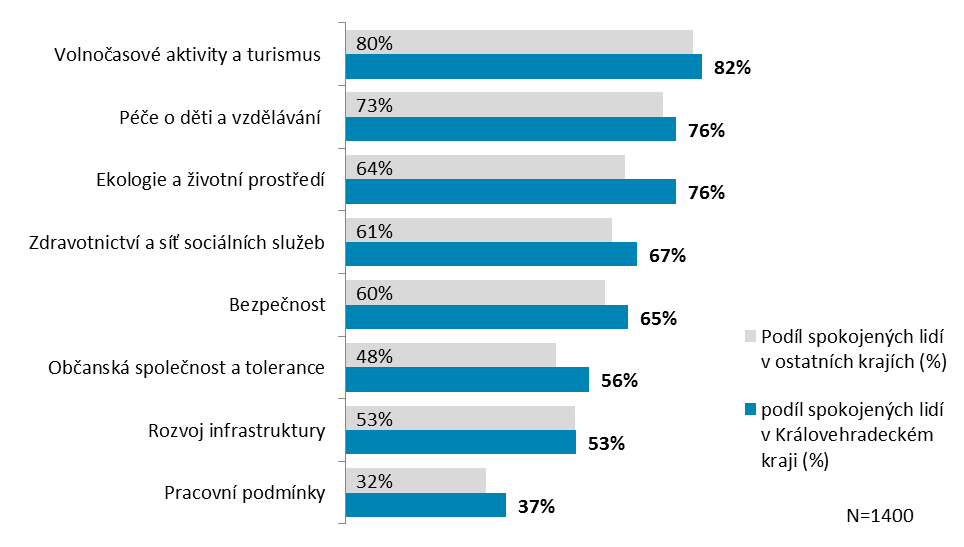 Volnočasové aktivity a turismus
80%
82%
Péče o děti a vzdělávání
73%
76%
Ekologie a životní prostředí
64%
76%
Zdravotnictví a síť sociálních služeb
61%
67%
Bezpečnost
60%
65%
Občanská společnost a tolerance
48%
56%
Rozvoj infrastruktury
53%
53%
Pracovní podmínky
32%
37%
Podíl spokojených lidí
v ostatních krajích (%)
podíl spokojených lidí
v Královehradeckém
kraji (%)
N=1400